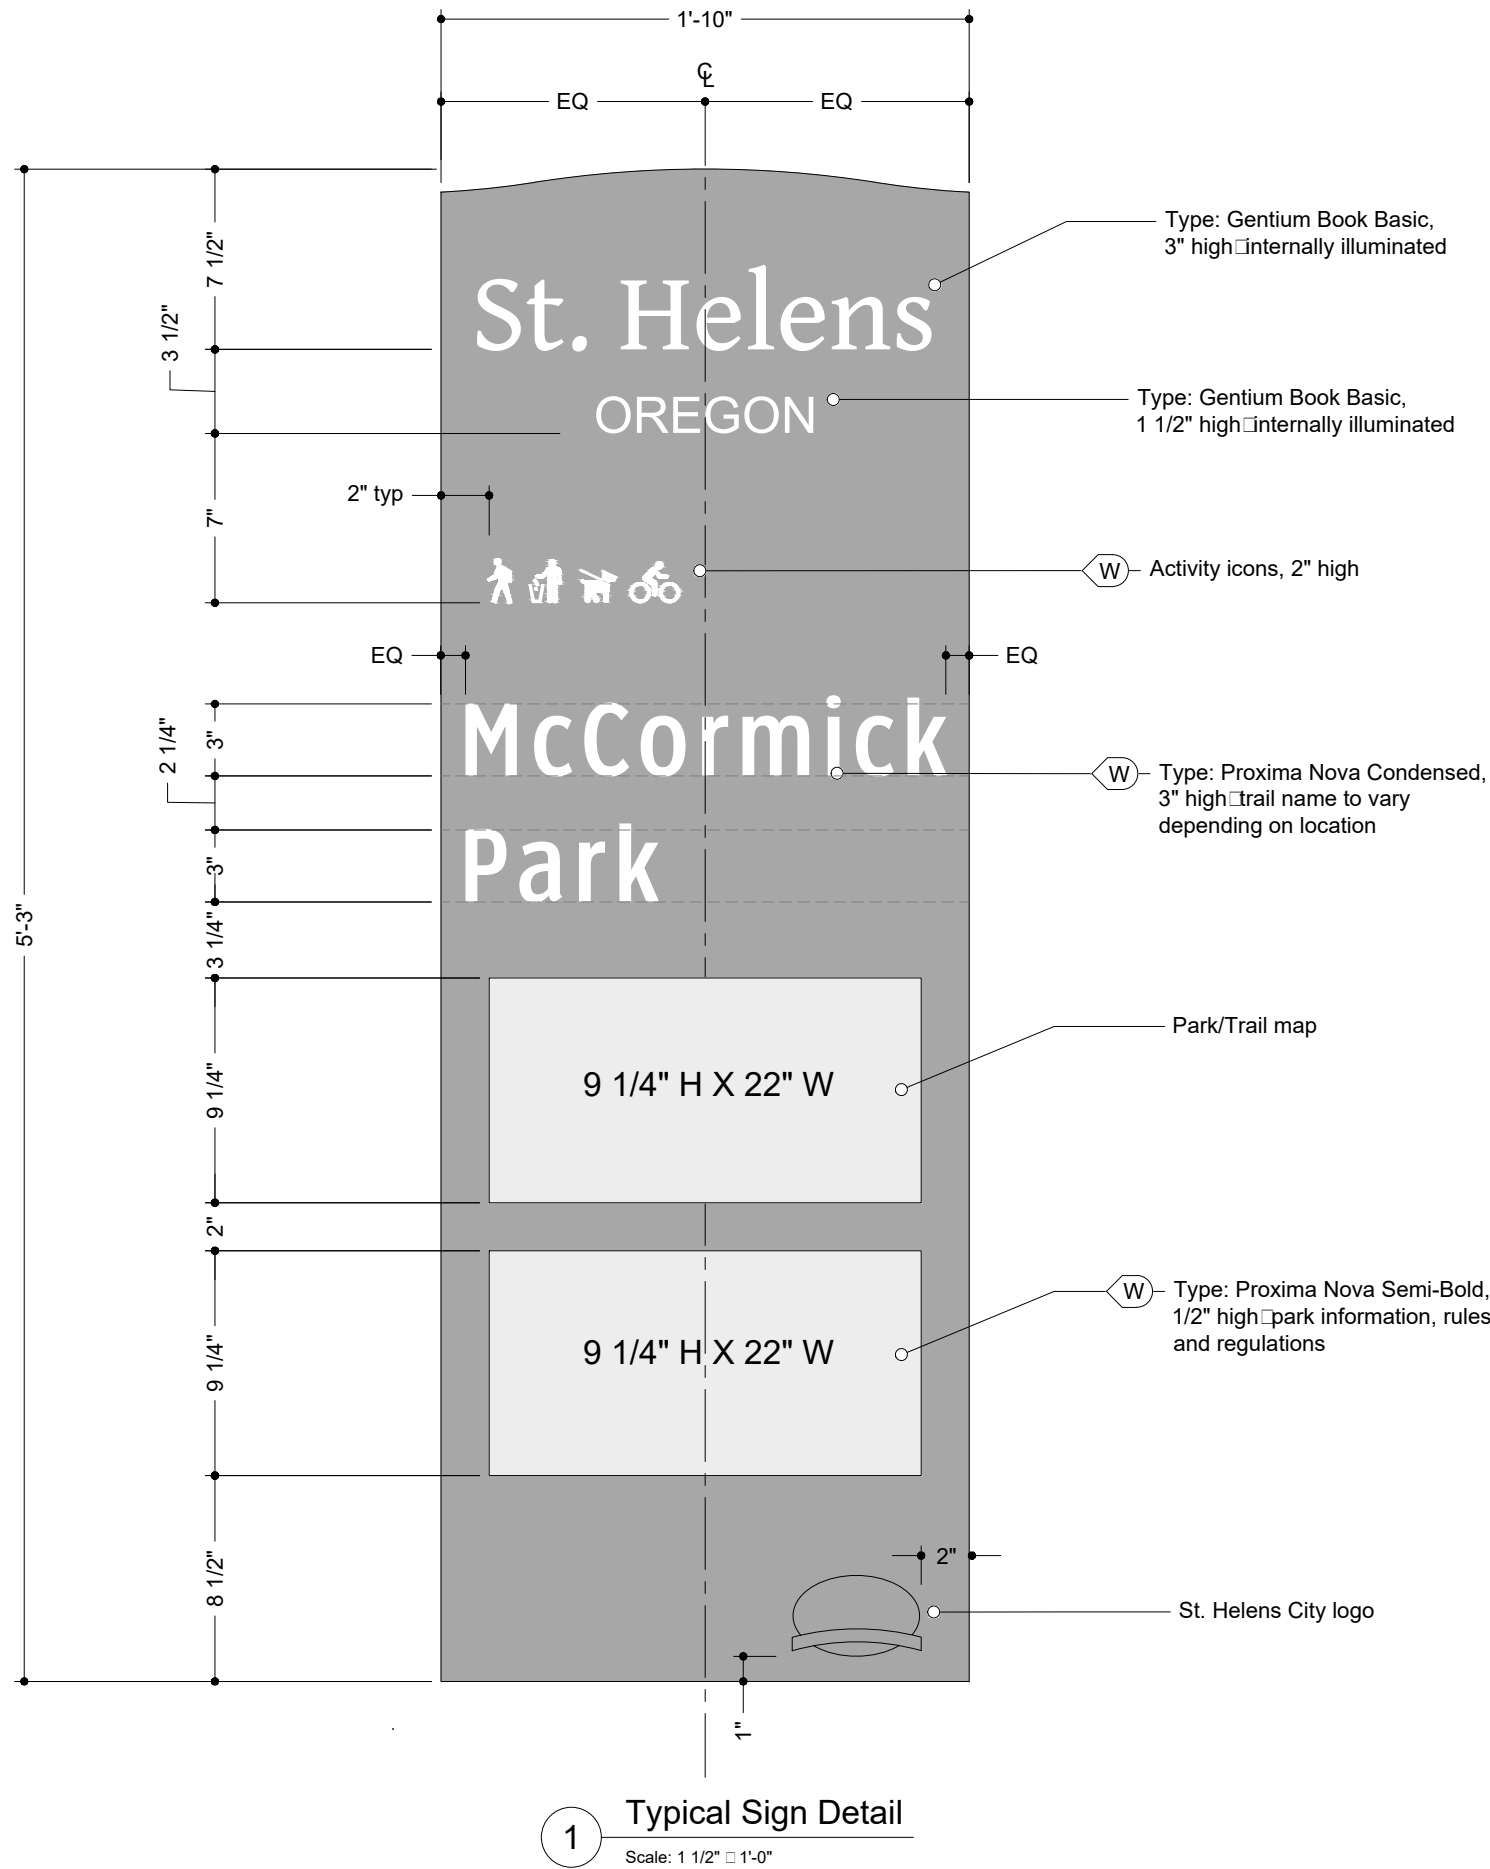 1'-10"
℄
EQ
EQ
7 1/2"
Type: Gentium Book Basic,
3" high□internally illuminated
St. Helens
3 1/2"
OREGON
Type: Gentium Book Basic,
1 1/2" high□internally illuminated
2" typ
7"
W
Activity icons, 2" high
EQ
EQ
McCormick
3"
2 1/4"
W
Type: Proxima Nova Condensed,
3" high□trail name to vary
depending on location
Park
3"
5'-3"
3 1/4"
Park/Trail map
9 1/4"
9 1/4" H X 22" W
2"
W
Type: Proxima Nova Semi-Bold,
1/2" high□park information, rules
and regulations
9 1/4"
9 1/4" H X 22" W
8 1/2"
2"
St. Helens City logo
1"
1
Typical Sign Detail
Scale: 1 1/2" □ 1'-0"